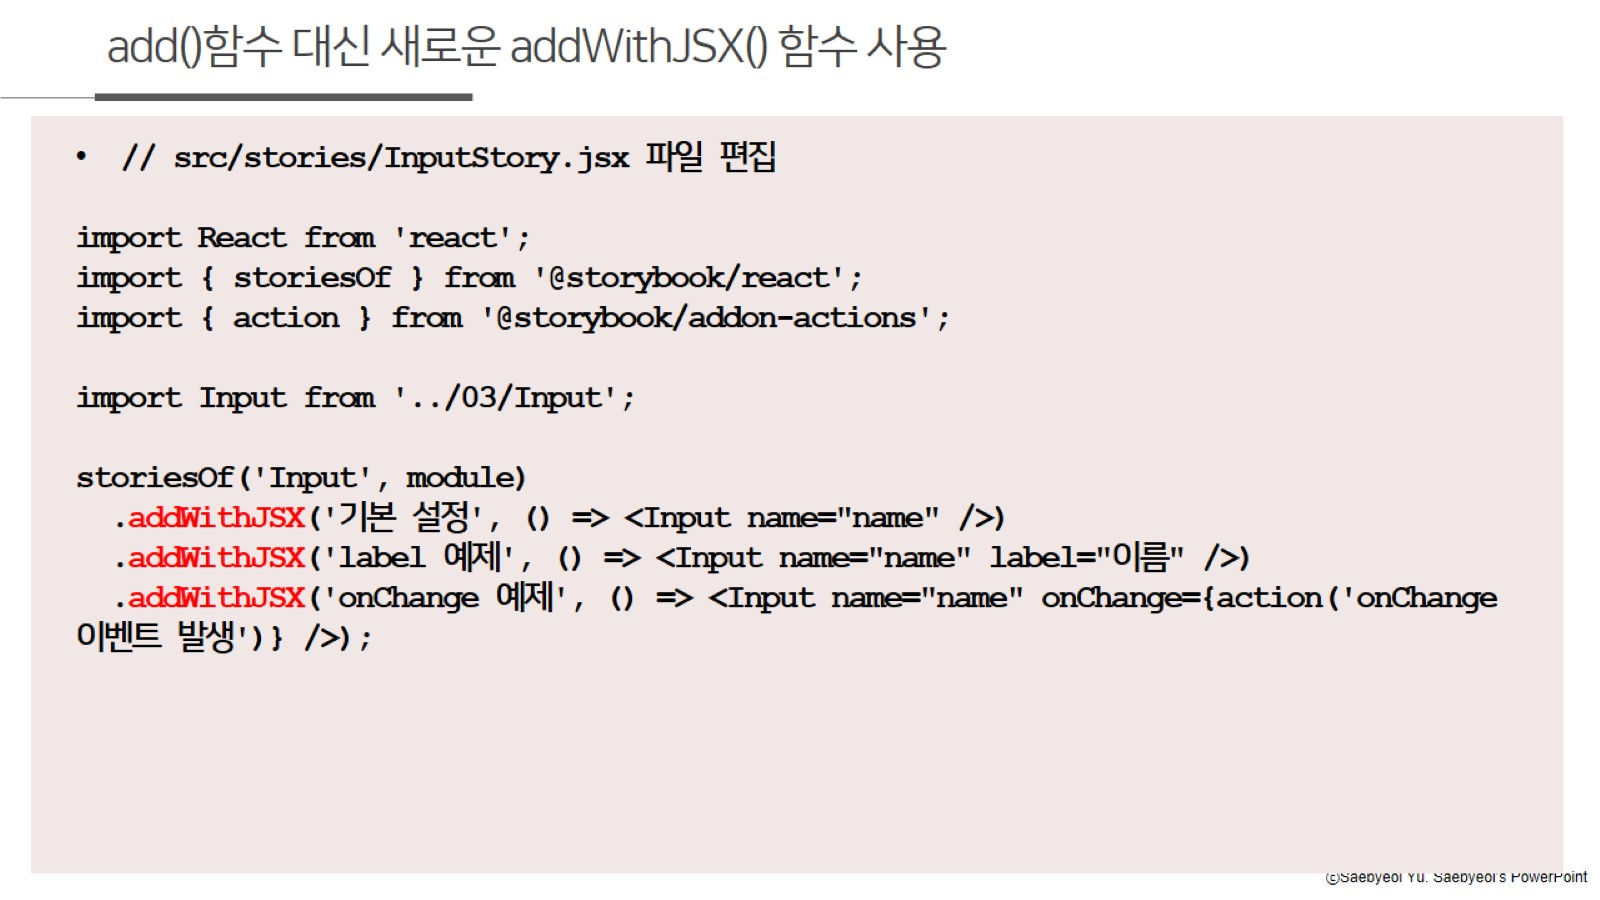 add()함수 대신 새로운 addWithJSX() 함수 사용
• // src/stories/InputStory.jsx 파일 편집
import React from 'react';
import { storiesOf } from '@storybook/react';
import { action } from '@storybook/addon-actions';
import Input from '../03/Input';
storiesOf('Input', module)
.addWithJSX('기본 설정', () => <Input name="name" />)
.addWithJSX('label 예제', () => <Input name="name" label="이름" />)
.addWithJSX('onChange 예제', () => <Input name="name" onChange={action('onChange
이벤트 발생')} />);
ⓒSaebyeol Yu. Saebyeol's PowerPoint